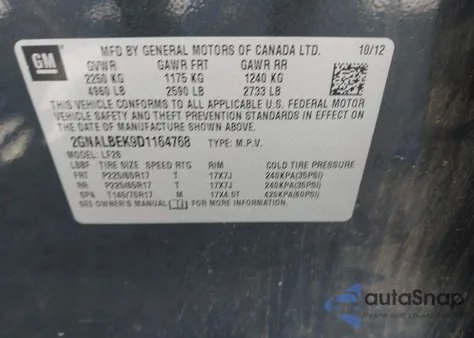 GM
MFD BY GENERAL MOTORS OF CANADA LTD. 10/12
GVWR GAWR FRT GAWR RR
2250 KG 1175 KG 1240 KG
4960 LB 2590 LB 2733 LB
THIS VEHICLE CONFORMS TO ALL APPLICABLE U.S. FEDERAL MOTOR
VEHICLE SAFETY AND THEFT PREVENTION STANDARDS IN EFFECT ON
THE DATE OF MANUFACTURE SHOWN ABOVE.
2GNALBEK9D1164768 TYPE: M.P.V.
MODEL: LF26
TIRE SIZE SPEED RTG RIM COLD TIRE PRESSURE
FRT P225/65R17 T 17X7J 240KPA(35PSI)
RR P225/65R17 T 17X7J 240KPA(35PSI)
SPA T145/70R17 M 17X4.5T 420KPA(60PSI)
SEE OWNER'S MANUAL FOR MORE INFORMATION.
autoSnap